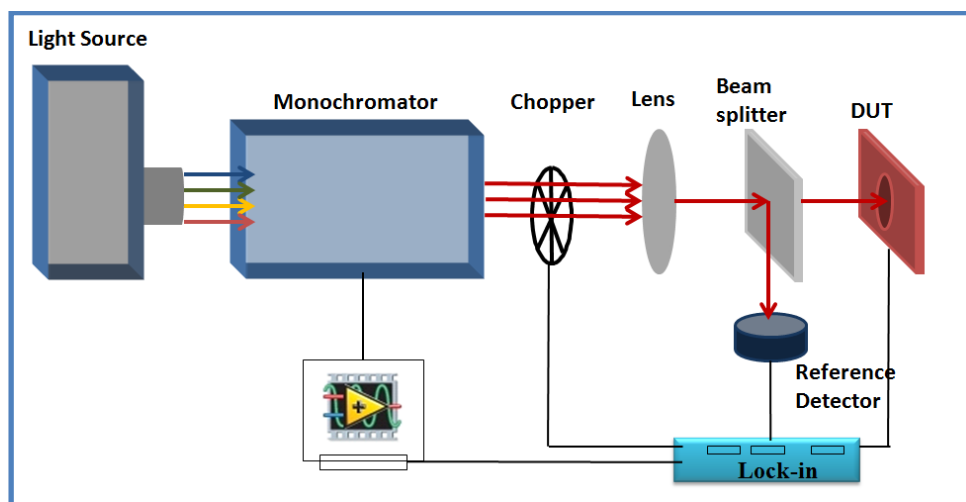 Light Source
Monochromator
Chopper
Lens
Beam
splitter
DUT
Reference
Detector
Lock-in